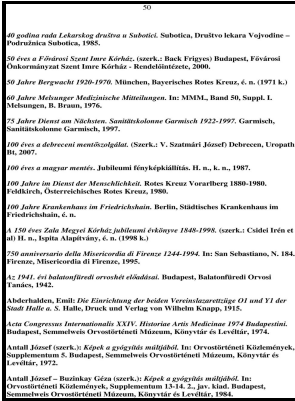 50
40 godina rada Lekarskog društva u Subotici. Subotica, Društvo lekara Vojvodine –
Podružnica Subotica, 1985.
50 éves a Fővárosi Szent Imre Kórház. (szerk.: Back Frigyes) Budapest, Fővárosi
Önkormányzat Szent Imre Kórház - Rendelőintézete, 2000.
50 Jahre Bergwacht 1920-1970. München, Bayerisches Rotes Kreuz, é. n. (1971 k.)
60 Jahre Melsunger Medizinische Mitteilungen. In: MMM., Band 50, Suppl. I.
Melsungen, B. Bruun, 1976.
75 Jahre Dienst am Nächsten. Sanitätskolonne Garmisch 1922-1997. Garmisch,
Sanitätskolonne Garmisch, 1997.
100 éves a debreceni mentőszolgálat. (Szerk.: V. Szatmári József) Debrecen, Uropath
Bt, 2007.
100 éves a magyar mentés. Jubileumi fényképkiállítás. H. n., k. n., 1987.
100 Jahre im Dienst der Menschlichkeit. Rotes Kreuz Vorarlberg 1880-1980.
Feldkirch, Österreichisches Rotes Kreuz, 1980.
100 Jahre Krankenhaus im Friedrichshain. Berlin, Städtisches Krankenhaus im
Friedrichshain, é. n.
A 150 éves Zala Megyei Kórház jubileumi évkönyve 1848-1998. (szerk.: Csidei Irén et
al) H. n., Ispita Alapítvány, é. n. (1998 k.)
750 anniversario della Misericordia di Firenze 1244-1994. In: San Sebastiano, N. 184.
Firenze, Misericordia di Firenze, 1995.
Az 1941. évi balatonfüredi orvoshét előadásai. Budapest, Balatonfüredi Orvosi
Tanács, 1942.
Abderhalden, Emil: Die Einrichtung der beiden Vereinslazarettzüge O1 und Y1 der
Stadt Halle a. S. Halle, Druck und Verlag von Wilhelm Knapp, 1915.
Acta Congressus Internationalis XXIV. Historiae Artis Medicinae 1974 Budapestini.
Budapest, Semmelweis Orvostörténeti Múzeum, Könyvtár és Levéltár, 1974.
Antall József (szerk.): Képek a gyógyítás múltjából. In: Orvostörténeti Közlemények,
Supplementum 5. Budapest, Semmelweis Orvostörténeti Múzeum, Könyvtár és
Levéltár, 1972.
Antall József – Buzinkay Géza (szerk.): Képek a gyógyítás múltjából. In:
Orvostörténeti Közlemények, Supplementum 13-14. 2., jav. kiad. Budapest,
Semmelweis Orvostörténeti Múzeum, Könyvtár és Levéltár, 1984.